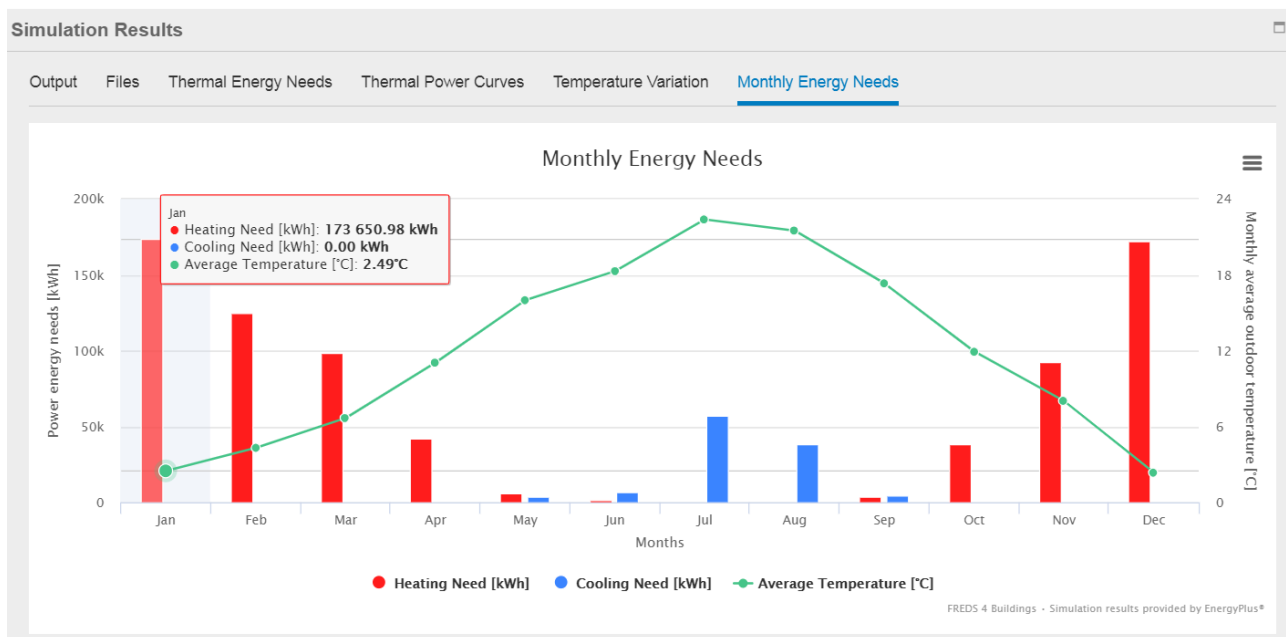 Simulation Results
Output Files Thermal Energy Needs Thermal Power Curves Temperature Variation Monthly Energy Needs
Monthly Energy Needs
200k
150k
100k
50k
0
Power energy needs [kWh]
Jan
Heating Need [kWh]: 173 650.98 kWh
Cooling Need [kWh]: 0.00 kWh
Average Temperature [°C]: 2.49°C
24
18
12
6
0
Monthly average outdoor temperature [°C]
Jan Feb Mar Apr May Jun Jul Aug Sep Oct Nov Dec
Months
Heating Need [kWh] Cooling Need [kWh] Average Temperature [°C]
FREDS 4 Buildings - Simulation results provided by EnergyPlus®